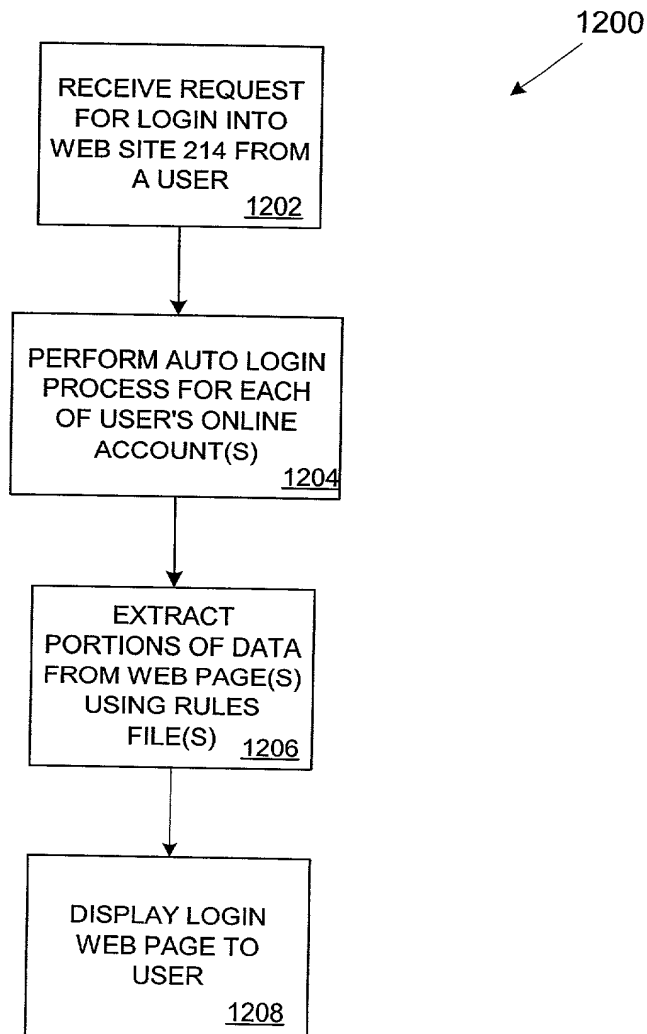 1200
RECEIVE REQUEST
FOR LOGIN INTO
WEB SITE 214 FROM
A USER
1202
PERFORM AUTO LOGIN
PROCESS FOR EACH
OF USER'S ONLINE
ACCOUNT(S)
1204
EXTRACT
PORTIONS OF DATA
FROM WEB PAGE(S)
USING RULES
FILE(S)
1206
DISPLAY LOGIN
WEB PAGE TO
USER
1208